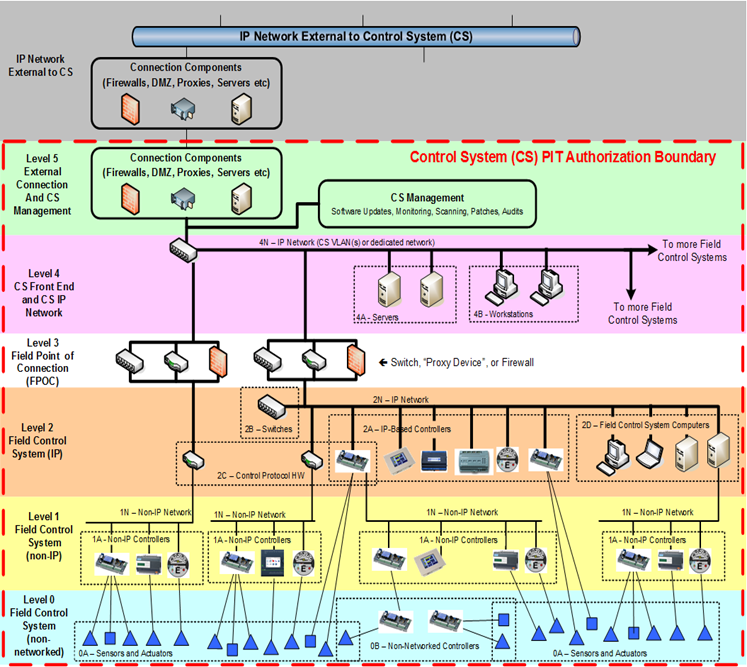 IP Network External to Control System (CS)
IP Network
External to CS
Connection Components
(Firewalls, DMZ, Proxies, Servers etc)
Level 5
External
Connection
And CS
Management
Connection Components
(Firewalls, DMZ, Proxies, Servers etc)
Control System (CS) PIT Authorization Boundary
CS Management
Software Updates, Monitoring, Scanning, Patches, Audits
4N – IP Network (CS VLAN(s) or dedicated network)
To more Field
Control Systems
Level 4
CS Front End
and CS IP
Network
4A - Servers
4B - Workstations
To more Field
Control Systems
Level 3
Field Point of
Connection
(FPOC)
Switch, “Proxy Device”, or Firewall
2N – IP Network
Level 2
Field Control
System (IP)
2B – Switches
2A – IP-Based Controllers
2D – Field Control System Computers
2C – Control Protocol HW
E
Level 1
Field Control
System
(non-IP)
1N – Non-IP Network
1N – Non-IP Network
1N – Non-IP Network
1N – Non-IP Network
1A - Non-IP Controllers
1A - Non-IP Controllers
1A – Non-IP Controllers
1A - Non-IP Controllers
E
E
E
E
Level 0
Field Control
System
(non-
networked)
0A – Sensors and Actuators
0B – Non-Networked Controllers
0A – Sensors and Actuators